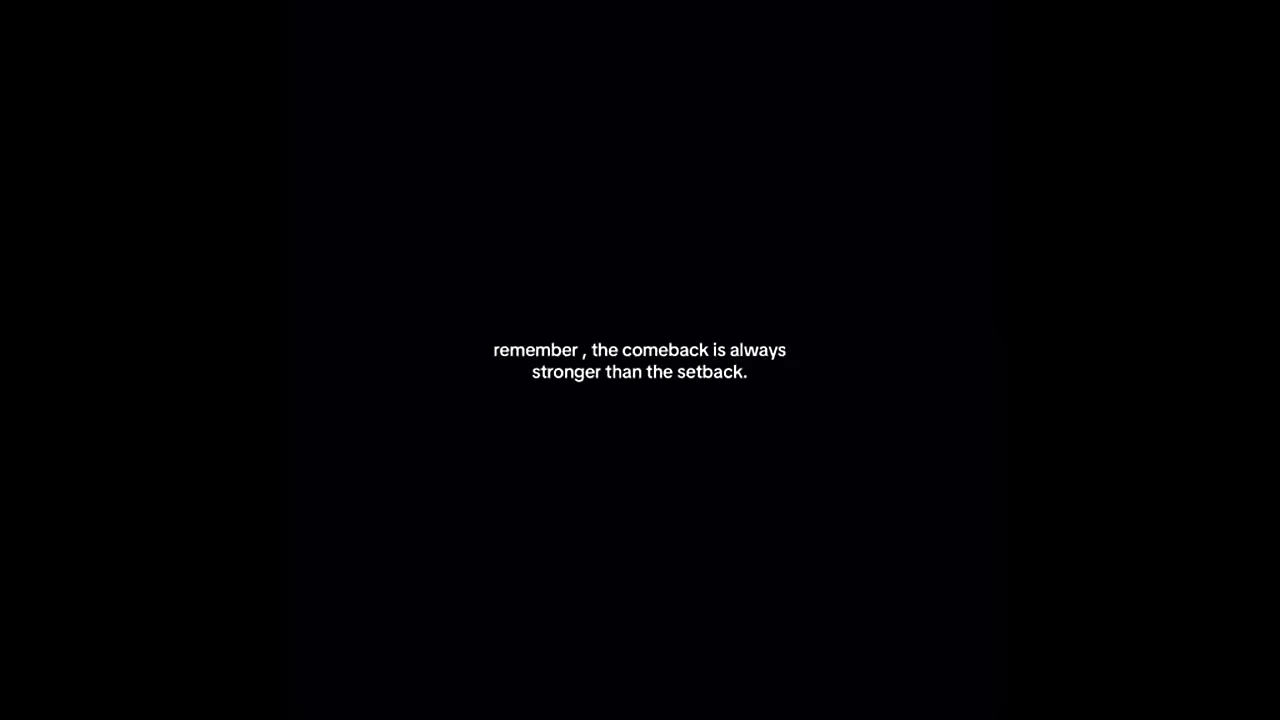 remember , the comeback is always
stronger than the setback.